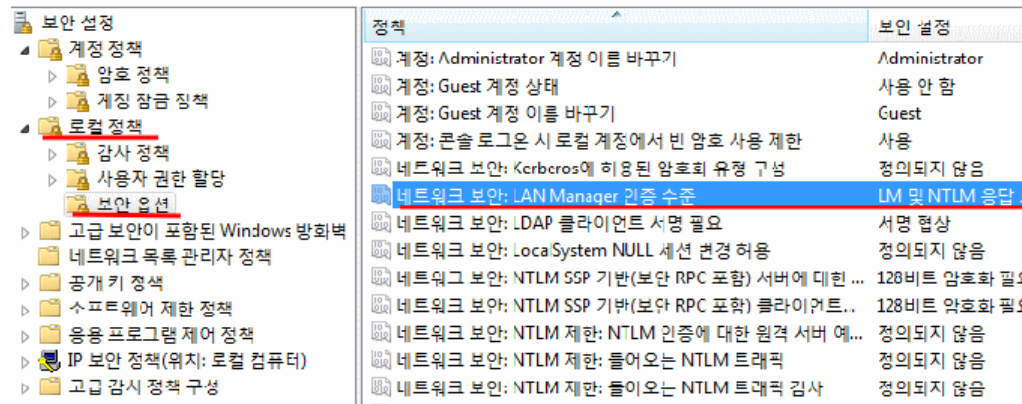 보안 설정
계정 정책
암호 정책
계정 잠금 정책
로컬 정책
감사 정책
사용자 권한 할당
보안 옵션
고급 보안이 포함된 Windows 방화벽
네트워크 목록 관리자 정책
공개 키 정책
소프트웨어 제한 정책
응용 프로그램 제어 정책
IP 보안 정책(위치: 로컬 컴퓨터)
고급 감사 정책 구성
정책 보안 설정
계정: Administrator 계정 이름 바꾸기 Administrator
계정: Guest 계정 상태 사용 안 함
계정: Guest 계정 이름 바꾸기 Guest
계정: 콘솔 로그온 시 로컬 계정에서 빈 암호 사용 제한 사용
네트워크 보안: Kerberos에 허용된 암호화 유형 구성 정의되지 않음
네트워크 보안: LAN Manager 인증 수준 LM 및 NTLM 응답
네트워크 보안: LDAP 클라이언트 서명 필요 서명 협상
네트워크 보안: LocalSystem NULL 세션 변경 허용 정의되지 않음
네트워크 보안: NTLM SSP 기반(보안 RPC 포함) 서버에 대한 ... 128비트 암호화 필요
네트워크 보안: NTLM SSP 기반(보안 RPC 포함) 클라이언트... 128비트 암호화 필요
네트워크 보안: NTLM 제한: NTLM 인증에 대한 원격 서버 예... 정의되지 않음
네트워크 보안: NTLM 제한: 들어오는 NTLM 트래픽 정의되지 않음
네트워크 보안: NTLM 제한: 들어오는 NTLM 트래픽 감사 정의되지 않음